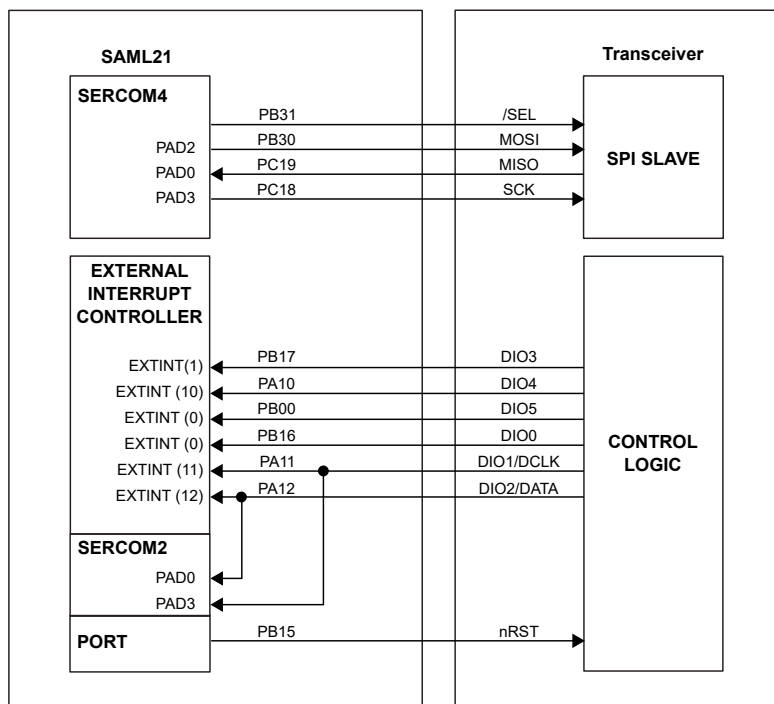 SAML21
Transceiver
SERCOM4
PB31
/SEL
PAD2
PB30
MOSI
PAD0
PC19
MISO
PAD3
PC18
SCK
SPI SLAVE
EXTERNAL
INTERRUPT
CONTROLLER
EXTINT(1)
PB17
DIO3
EXTINT (10)
PA10
DIO4
EXTINT (0)
PB00
DIO5
EXTINT (0)
PB16
DIO0
EXTINT (11)
PA11
DIO1/DCLK
EXTINT (12)
PA12
DIO2/DATA
CONTROL
LOGIC
SERCOM2
PAD0
PAD3
PORT
PB15
nRST